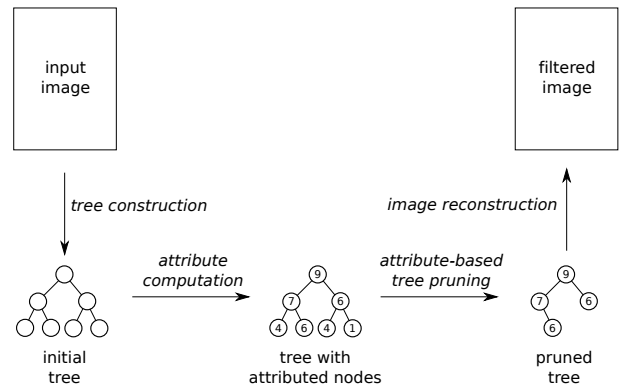 input
image
filtered
image
tree construction
image reconstruction
attribute
computation
attribute-based
tree pruning
9
7
6
4
6
4
1
9
7
6
6
initial
tree
tree with
attributed nodes
pruned
tree